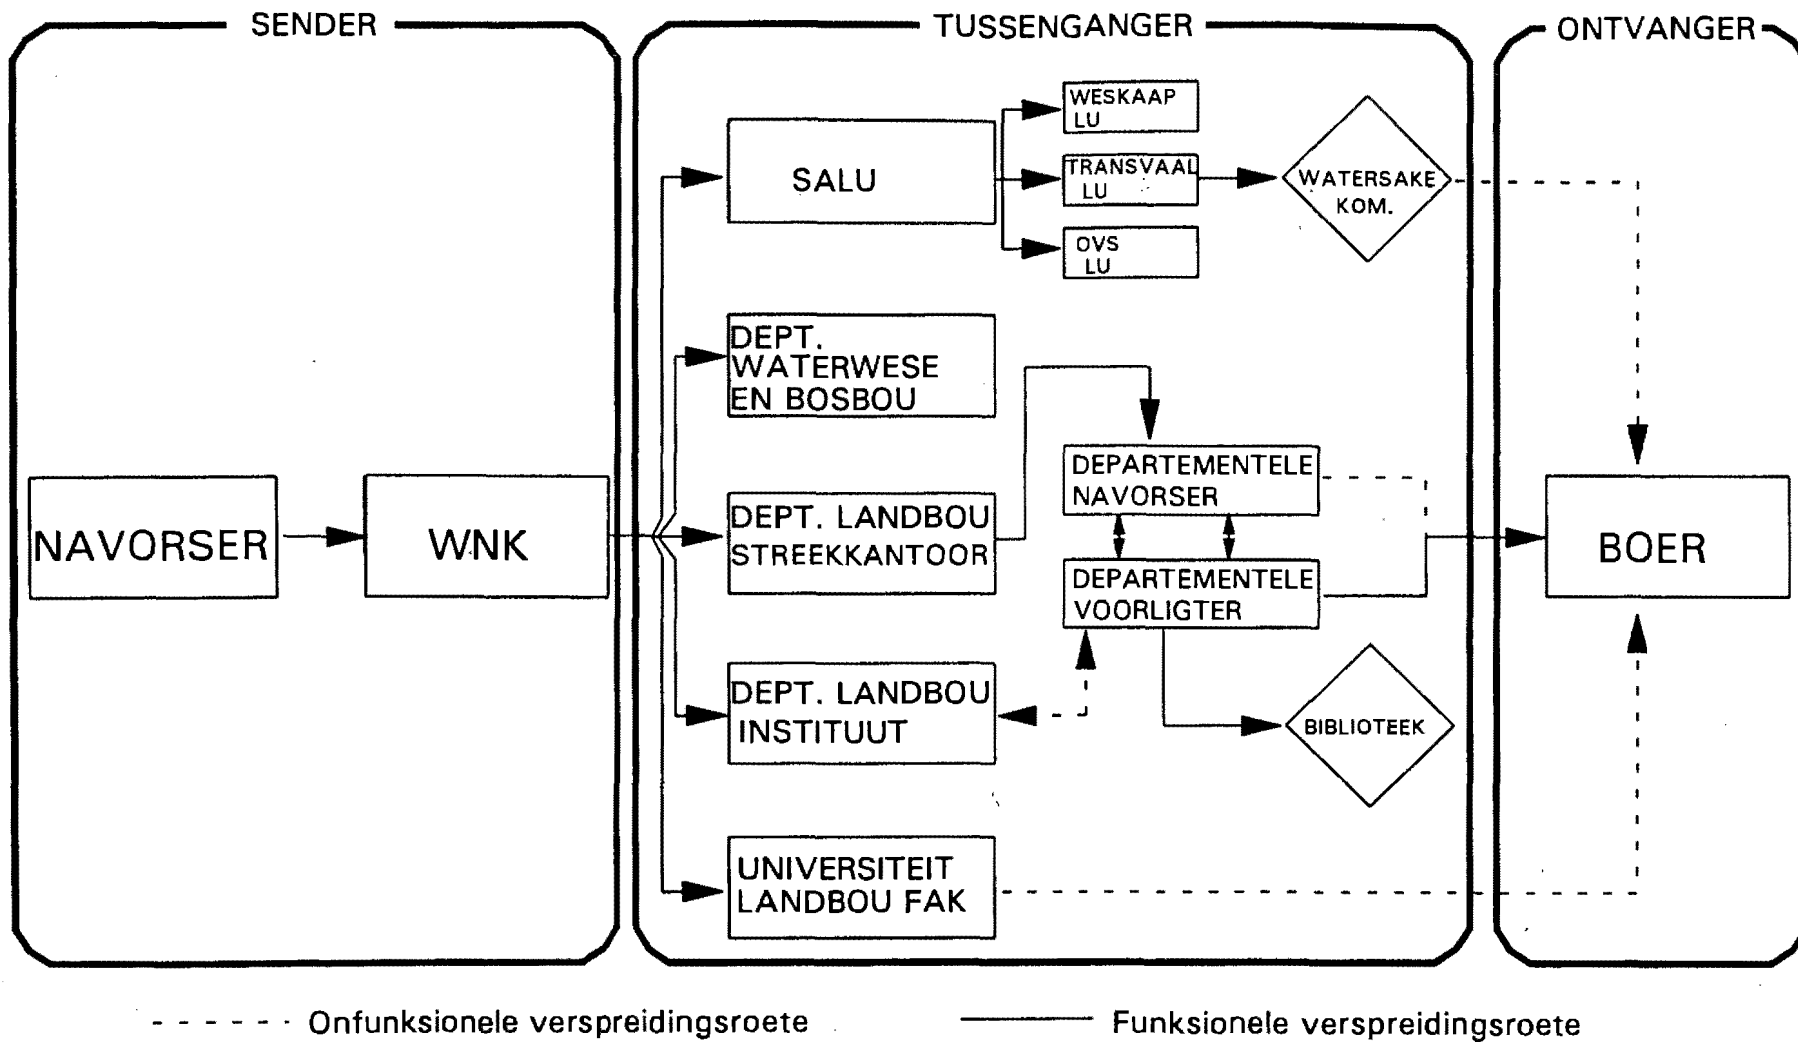 SENDER
TUSSENGANGER
ONTVANGER
WESKAAP
LU
SALU
TRANSVAAL
LU
WATERSAKE
KOM.
OVS
LU
DEPT.
WATERWESE
EN BOSBOU
NAVORSER
WNK
DEPT. LANDBOU
STREEKKANTOOR
DEPARTEMENTELE
NAVORSER
DEPARTEMENTELE
VOORLIGTER
BOER
DEPT. LANDBOU
INSTITUUT
BIBLIOTEEK
UNIVERSITEIT
LANDBOU FAK
Onfunksionele verspreidingsroete
Funksionele verspreidingsroete